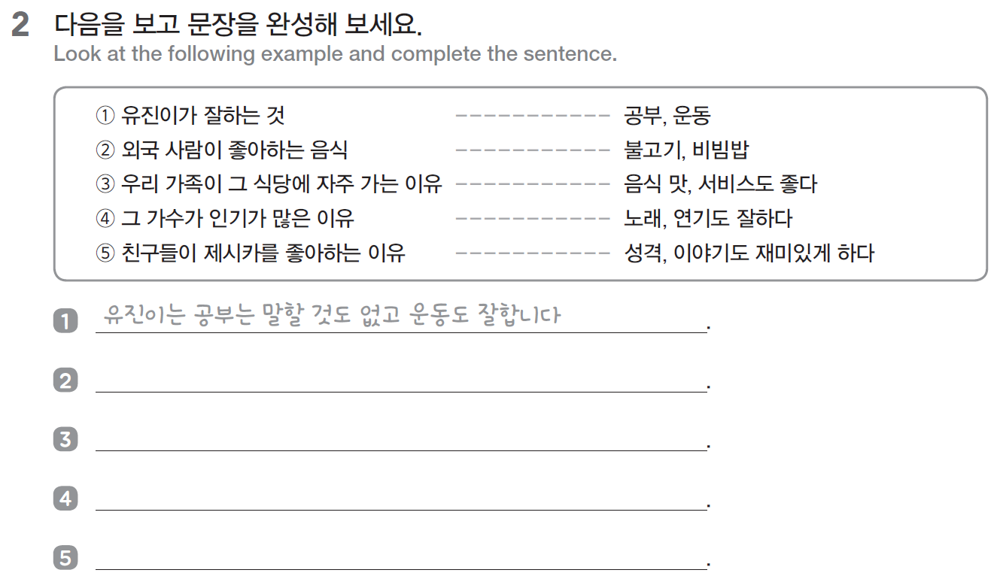 2 다음을 보고 문장을 완성해 보세요.
Look at the following example and complete the sentence.
① 유진이가 잘하는 것 ----------- 공부, 운동
② 외국 사람이 좋아하는 음식 ----------- 불고기, 비빔밥
③ 우리 가족이 그 식당에 자주 가는 이유 ----------- 음식 맛, 서비스도 좋다
④ 그 가수가 인기가 많은 이유 ----------- 노래, 연기도 잘하다
⑤ 친구들이 제시카를 좋아하는 이유 ----------- 성격, 이야기도 재미있게 하다
1 유진이는 공부는 말할 것도 없고 운동도 잘합니다.
2 .
3 .
4 .
5 .